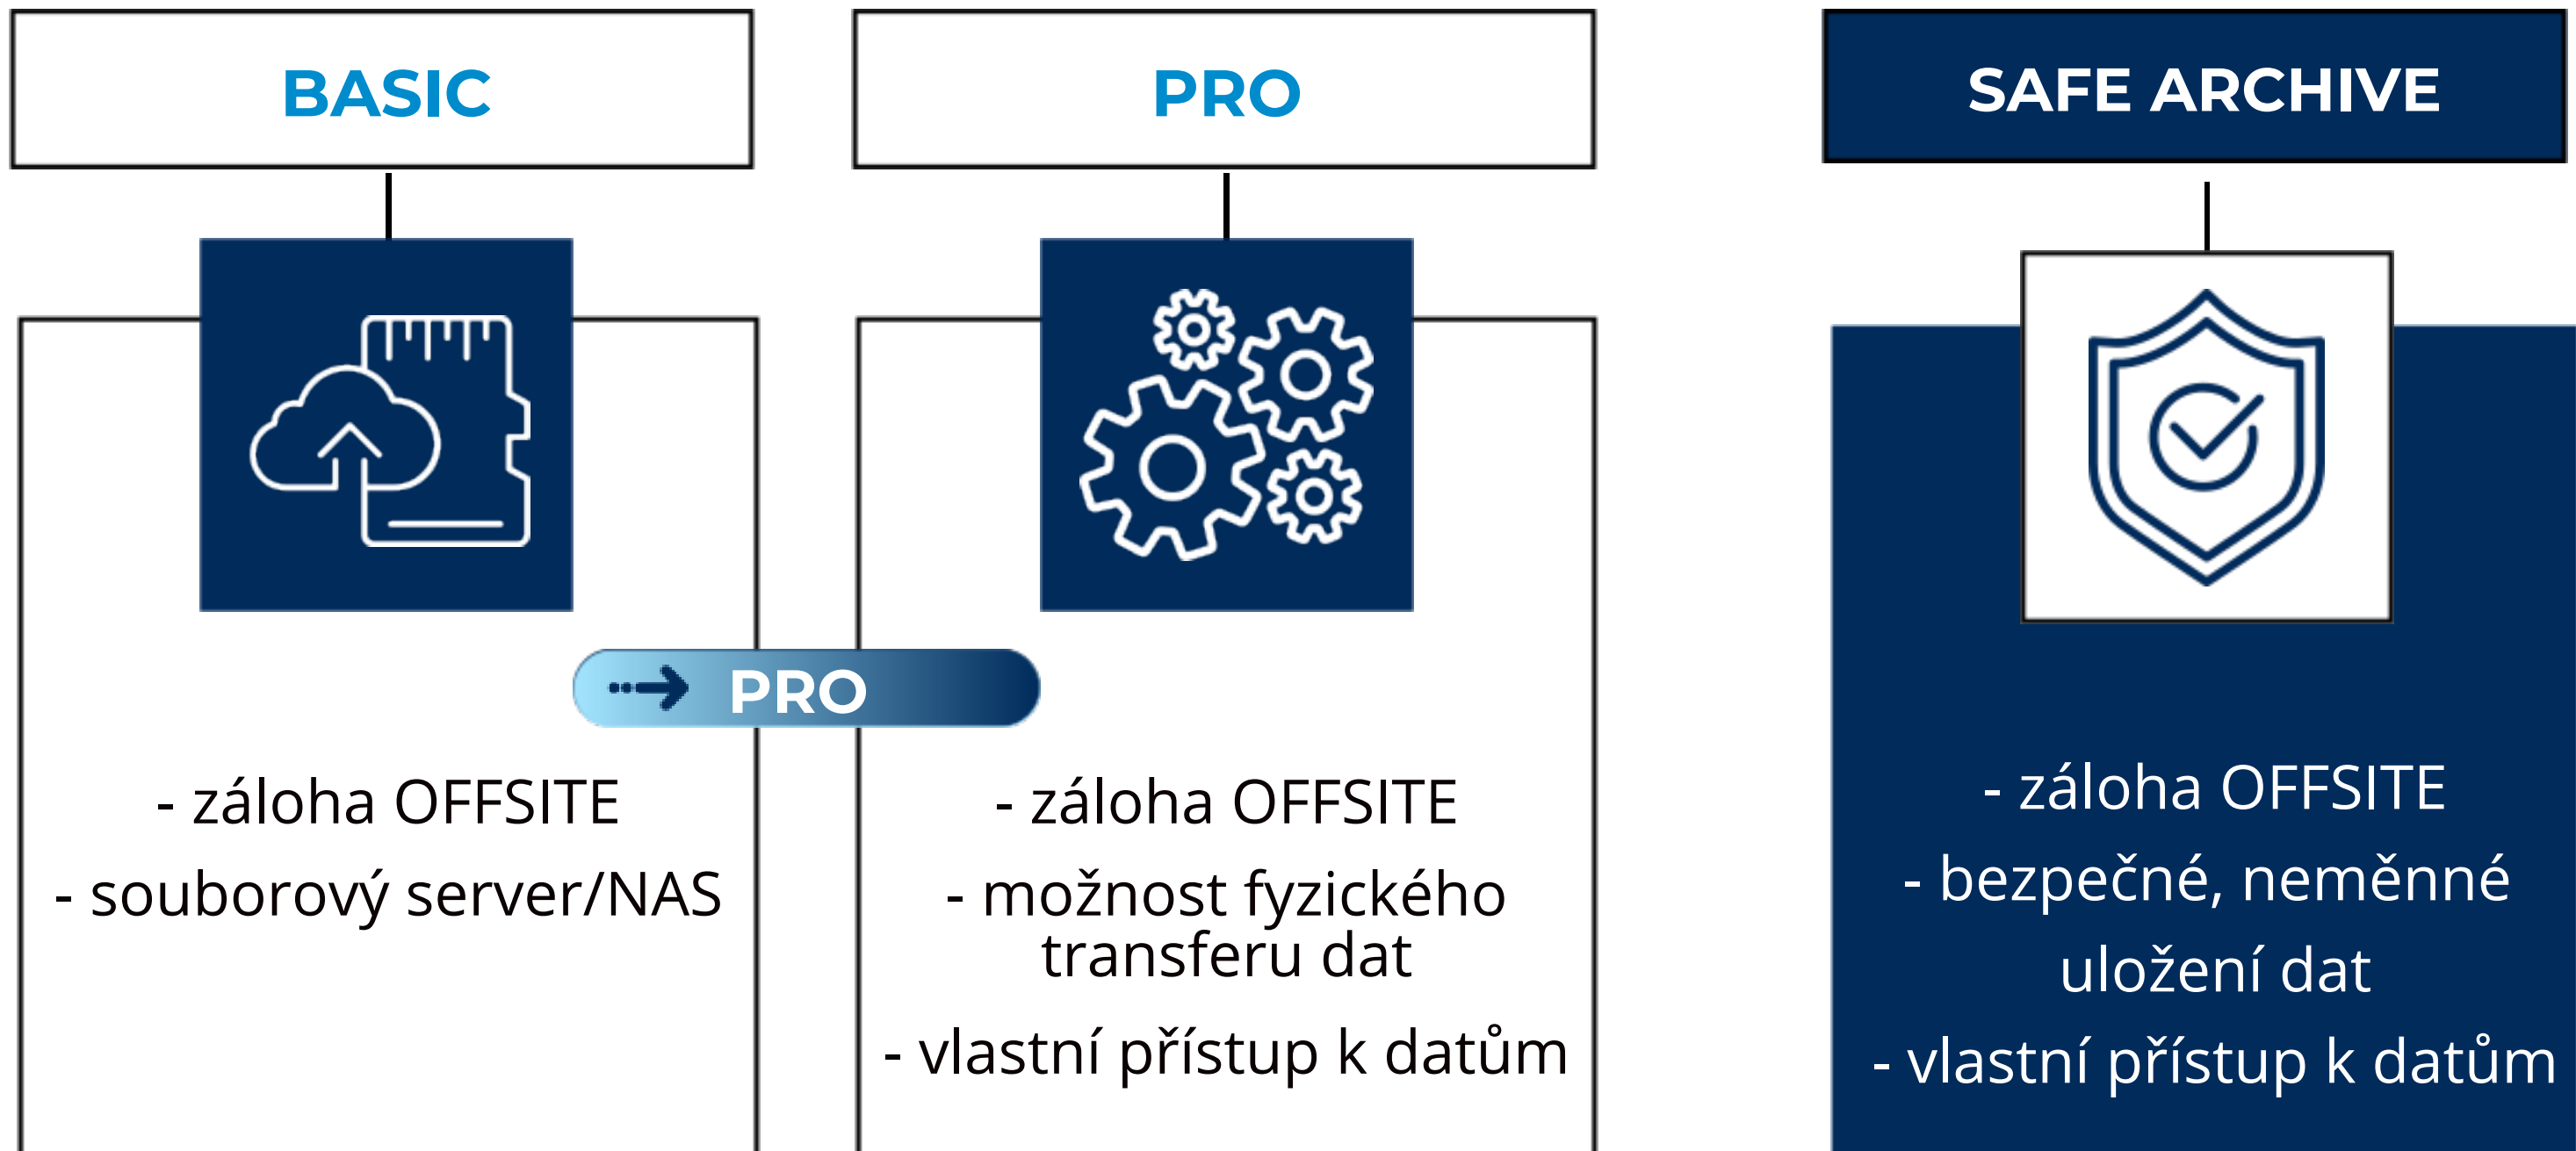 BASIC
PRO
SAFE ARCHIVE
PRO
- záloha OFFSITE
- souborový server/NAS
- záloha OFFSITE
- možnost fyzického
transferu dat
- vlastní přístup k datům
- záloha OFFSITE
- bezpečné, neměnné
uložení dat
- vlastní přístup k datům